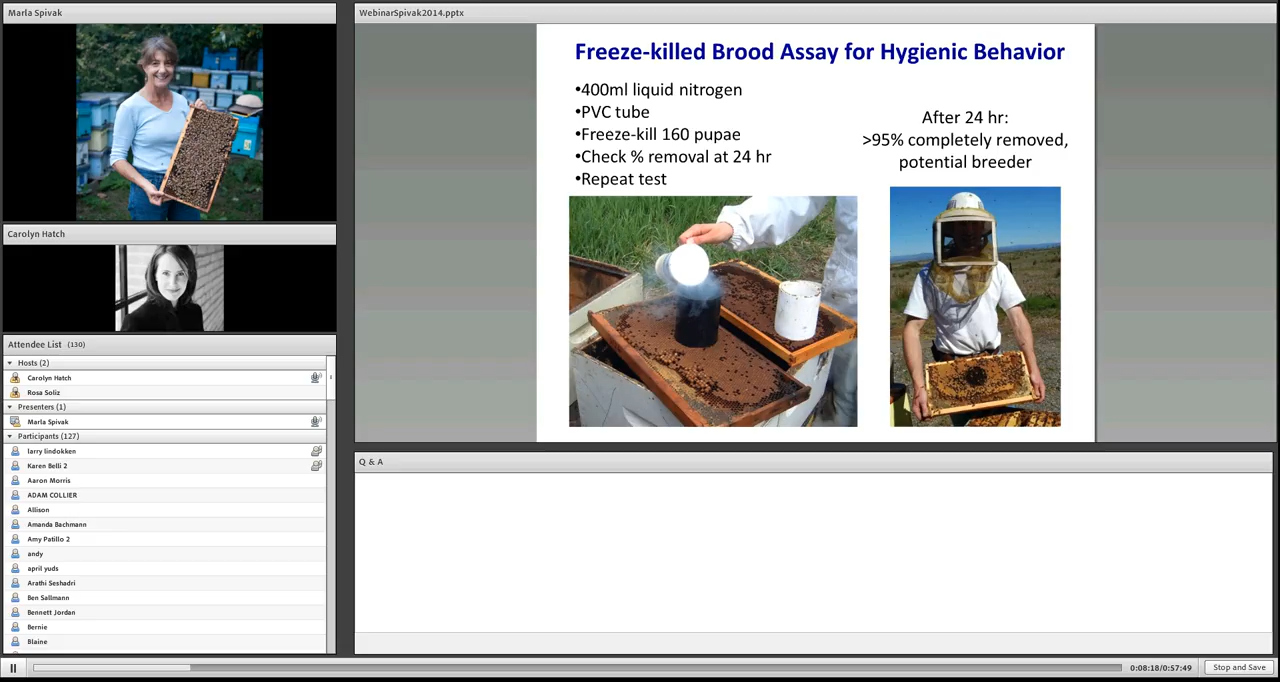 Marla Spivak
Carolyn Hatch
Attendee List (130)
Hosts (2)
Carolyn Hatch
Rosa Soliz
Presenters (1)
Marla Spivak
Participants (127)
larry lindokken
Karen Belli 2
Aaron Morris
ADAM COLLIER
Allison
Amanda Bachmann
Amy Patillo 2
andy
april yuds
Arathi Seshadri
Ben Sallmann
Bennett Jordan
Bernie
Blaine
WebinarSpivak2014.pptx
Freeze-killed Brood Assay for Hygienic Behavior
•400ml liquid nitrogen
•PVC tube
•Freeze-kill 160 pupae
•Check % removal at 24 hr
•Repeat test
After 24 hr:
>95% completely removed,
potential breeder
Q & A
0:08:18/0:57:49
Stop and Save